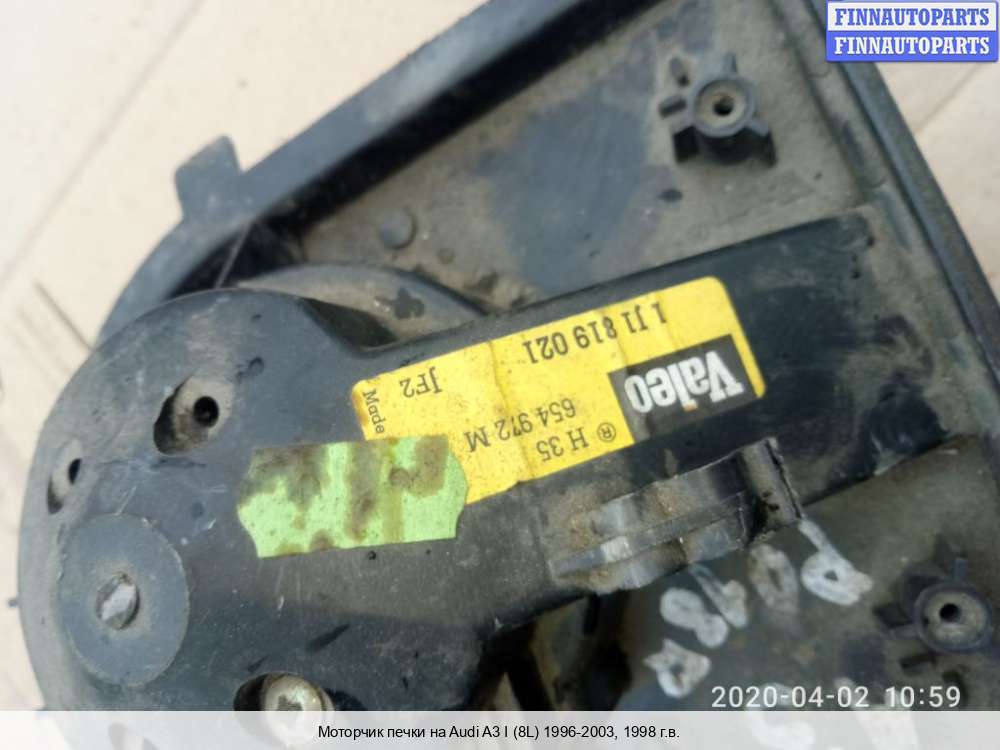 FINNAUTOPARTS
FINNAUTOPARTS
1 J1 819 021
Valeo
JF2
Made
654 972 M
® H 35
2020-04-02 10:59
Моторчик печки на Audi A3 I (8L) 1996-2003, 1998 г.в.